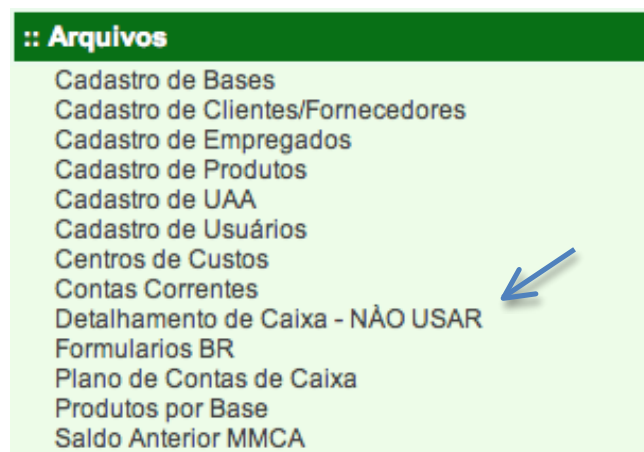 :: Arquivos
Cadastro de Bases
Cadastro de Clientes/Fornecedores
Cadastro de Empregados
Cadastro de Produtos
Cadastro de UAA
Cadastro de Usuários
Centros de Custos
Contas Correntes
Detalhamento de Caixa - NÀO USAR
Formularios BR
Plano de Contas de Caixa
Produtos por Base
Saldo Anterior MMCA